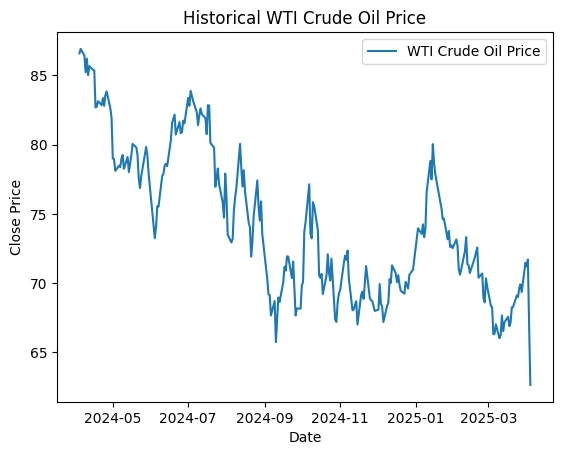 Historical WTI Crude Oil Price
WTI Crude Oil Price
Close Price
85
80
75
70
65
2024-05
2024-07
2024-09
2024-11
2025-01
2025-03
Date